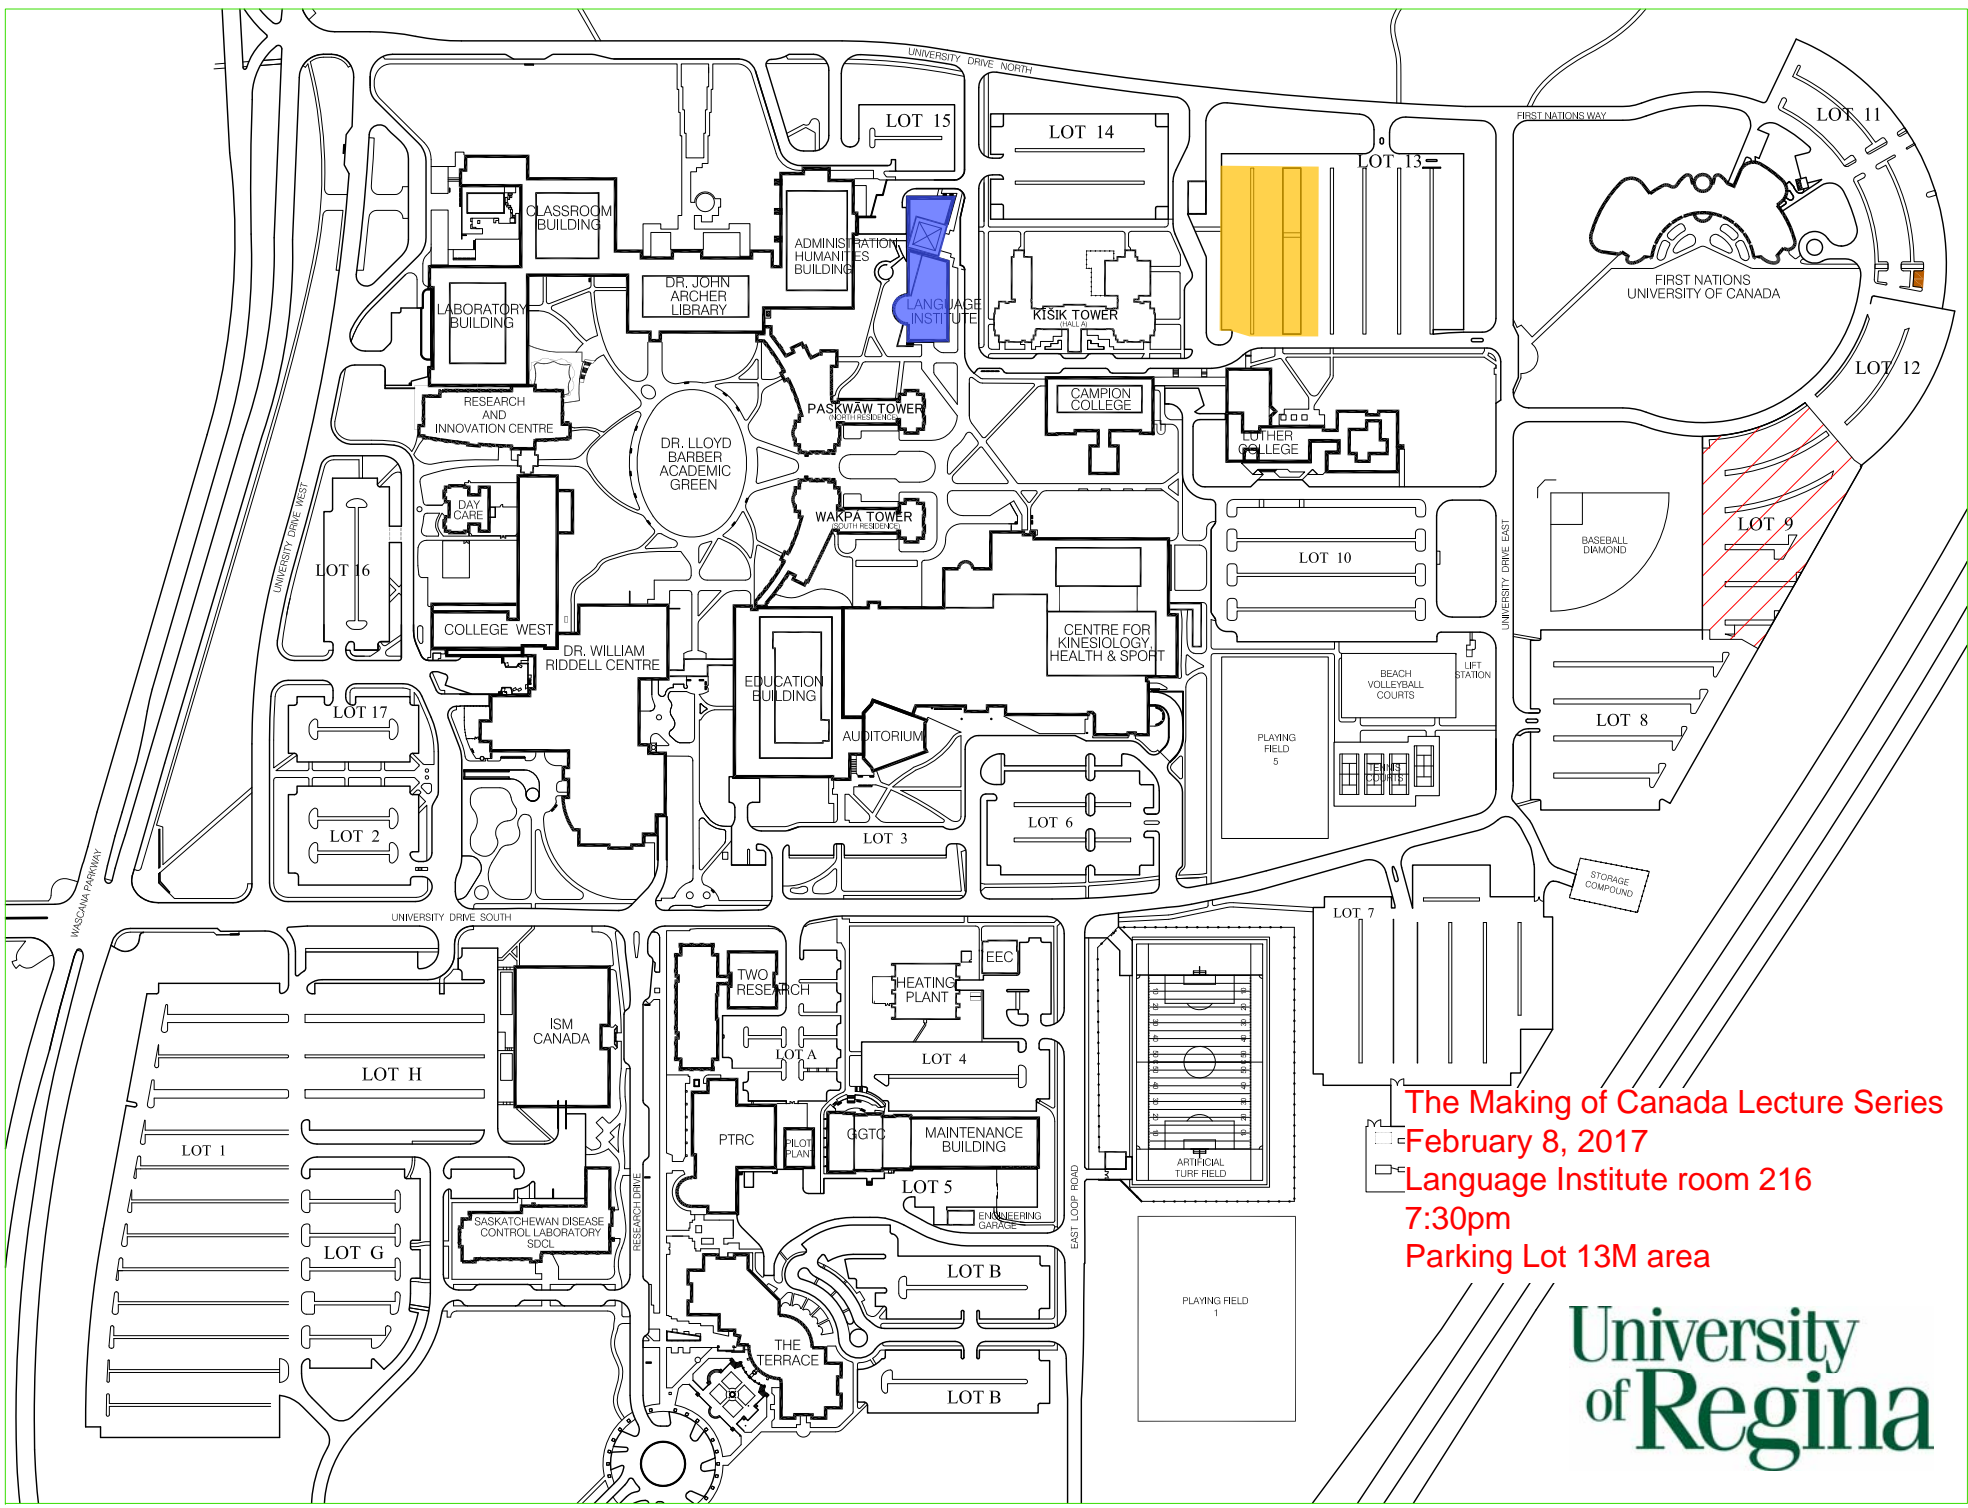 UNIVERSITY DRIVE NORTH
FIRST NATIONS WAY
LOT 11
LOT 15
LOT 14
LOT 13
CLASSROOM
BUILDING
ADMINISTRATION
HUMANITIES
BUILDING
DR. JOHN
ARCHER
LIBRARY
LABORATORY
BUILDING
LANGUAGE
INSTITUTE
KĪSIK TOWER
(HALL A)
FIRST NATIONS
UNIVERSITY OF CANADA
LOT 12
RESEARCH
AND
INNOVATION CENTRE
PASKWĀW TOWER
(NORTH RESIDENCE)
CAMPION
COLLEGE
LUTHER
COLLEGE
DR. LLOYD
BARBER
ACADEMIC
GREEN
DAY
CARE
WAKPÁ TOWER
(SOUTH RESIDENCE)
UNIVERSITY DRIVE WEST
LOT 16
LOT 10
UNIVERSITY DRIVE EAST
BASEBALL
DIAMOND
LOT 9
COLLEGE WEST
DR. WILLIAM
RIDDELL CENTRE
CENTRE FOR
KINESIOLOGY,
HEALTH & SPORT
EDUCATION
BUILDING
AUDITORIUM
BEACH
VOLLEYBALL
COURTS
LIFT
STATION
LOT 17
LOT 8
PLAYING
FIELD
5
TENNIS
COURTS
LOT 2
LOT 3
LOT 6
WASCANA PARKWAY
STORAGE
COMPOUND
UNIVERSITY DRIVE SOUTH
LOT 7
TWO
RESEARCH
HEATING
PLANT
EEC
ISM
CANADA
LOT A
LOT 4
LOT H
LOT 1
PTRC
PILOT
PLANT
GGTC
MAINTENANCE
BUILDING
ARTIFICIAL
TURF FIELD
LOT 5
ENGINEERING
GARAGE
RESEARCH DRIVE
EAST LOOP ROAD
SASKATCHEWAN DISEASE
CONTROL LABORATORY
SDCL
LOT G
LOT B
THE
TERRACE
LOT B
PLAYING FIELD
1
The Making of Canada Lecture Series
February 8, 2017
Language Institute room 216
7:30pm
Parking Lot 13M area
University
of Regina